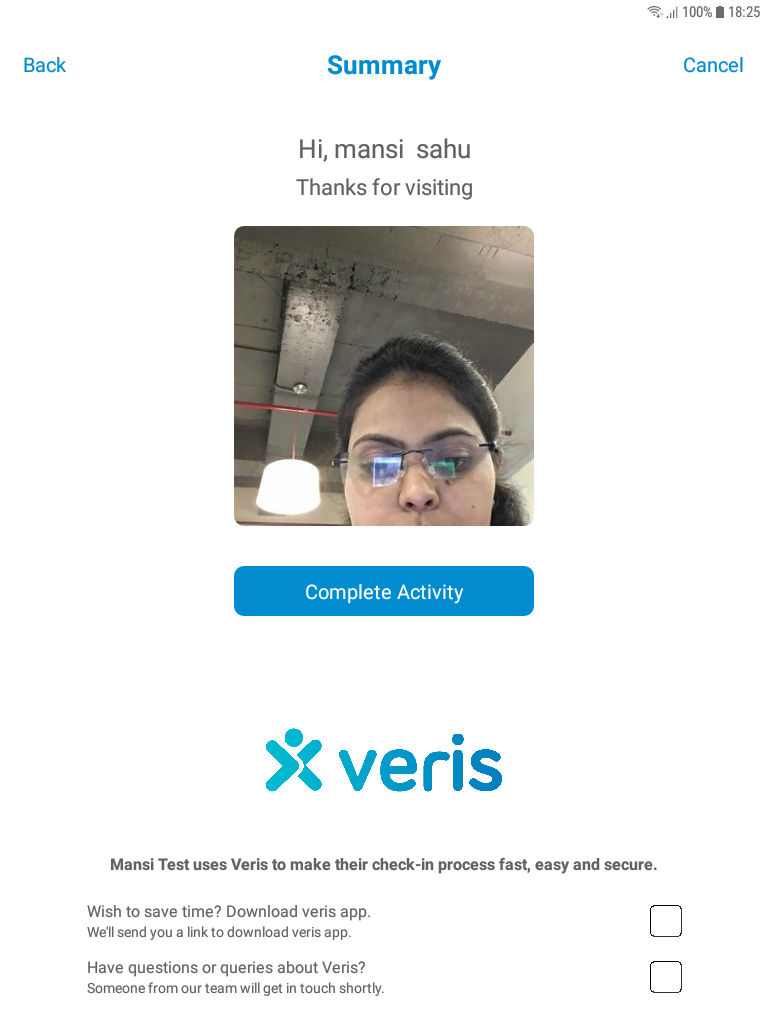 100% 18:25
Back Summary Cancel
Hi, mansi  sahu
Thanks for visiting
Complete Activity
veris
Mansi Test uses Veris to make their check-in process fast, easy and secure.
Wish to save time? Download veris app.
We'll send you a link to download veris app.
Have questions or queries about Veris?
Someone from our team will get in touch shortly.